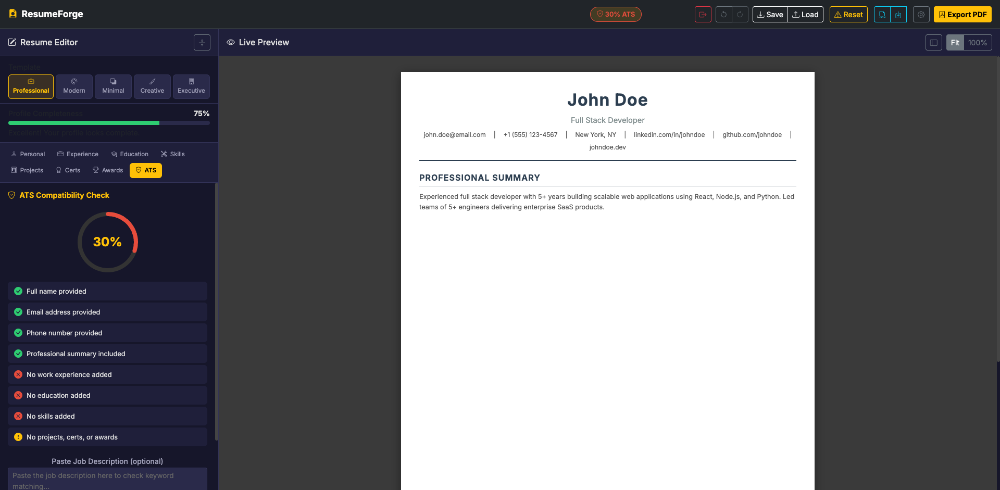 ResumeForge
30% ATS
Save
Load
Reset
JSON
Export PDF
Resume Editor
Live Preview
Fit
100%
Template
Professional
Modern
Minimal
Creative
Executive
Profile Completeness
75%
Excellent! Your profile looks complete.
Personal
Experience
Education
Skills
Projects
Certs
Awards
ATS
ATS Compatibility Check
30%
Full name provided
Email address provided
Phone number provided
Professional summary included
No work experience added
No education added
No skills added
No projects, certs, or awards
Paste Job Description (optional)
Paste the job description here to check keyword
matching...
John Doe
Full Stack Developer
john.doe@email.com | +1 (555) 123-4567 | New York, NY | linkedin.com/in/johndoe | github.com/johndoe |
johndoe.dev
PROFESSIONAL SUMMARY
Experienced full stack developer with 5+ years building scalable web applications using React, Node.js, and Python. Led
teams of 5+ engineers delivering enterprise SaaS products.